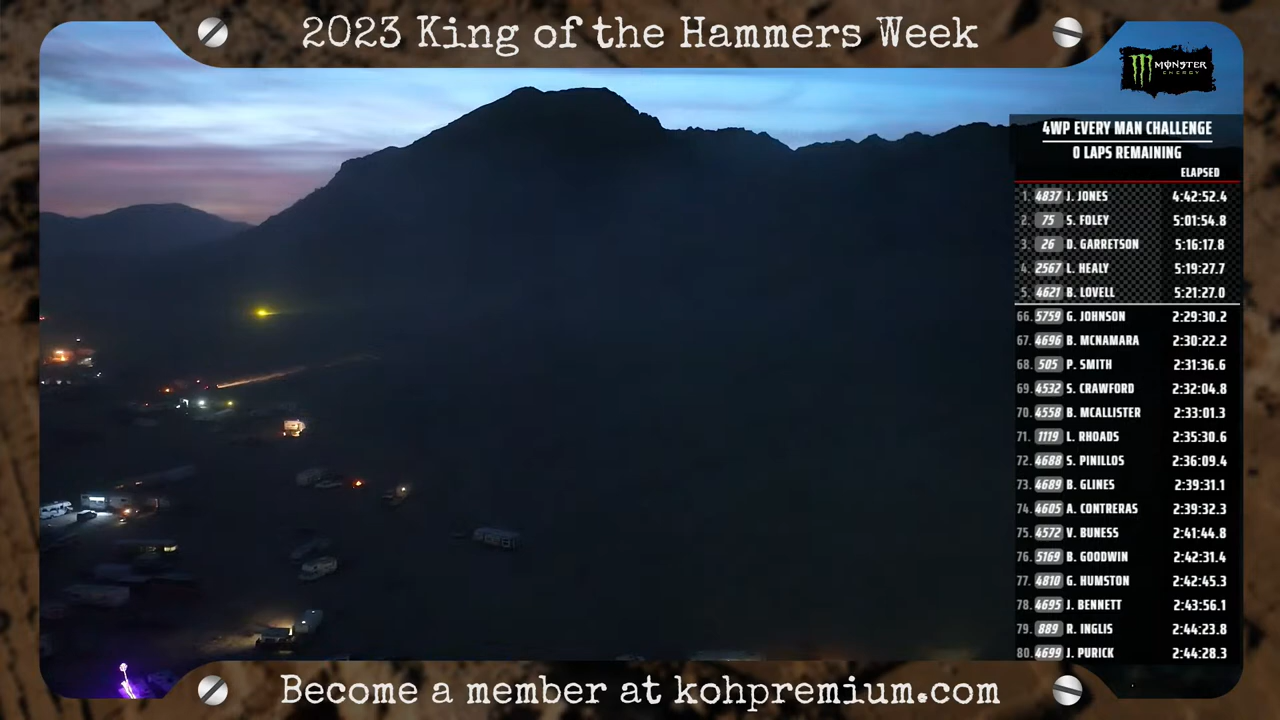 2023 King of the Hammers Week
MONSTER
ENERGY
4WP EVERY MAN CHALLENGE
0 LAPS REMAINING
ELAPSED
1. 4837 J. JONES 4:42:52.4
2. 75 S. FOLEY 5:01:54.8
3. 26 D. GARRETSON 5:16:17.8
4. 2567 L. HEALY 5:19:27.7
5. 4621 B. LOVELL 5:21:27.0
66. 5759 G. JOHNSON 2:29:30.2
67. 4696 B. MCNAMARA 2:30:22.2
68. 505 P. SMITH 2:31:36.6
69. 4532 S. CRAWFORD 2:32:04.8
70. 4558 B. MCALLISTER 2:33:01.3
71. 1119 L. RHOADS 2:35:30.6
72. 4688 S. PINILLOS 2:36:09.4
73. 4689 B. GLINES 2:39:31.1
74. 4605 A. CONTRERAS 2:39:32.3
75. 4572 V. BUNESS 2:41:44.8
76. 5169 B. GOODWIN 2:42:31.4
77. 4810 G. HUMSTON 2:42:45.3
78. 4695 J. BENNETT 2:43:56.1
79. 889 R. INGLIS 2:44:23.8
80. 4699 J. PURICK 2:44:28.3
Become a member at kohpremium.com